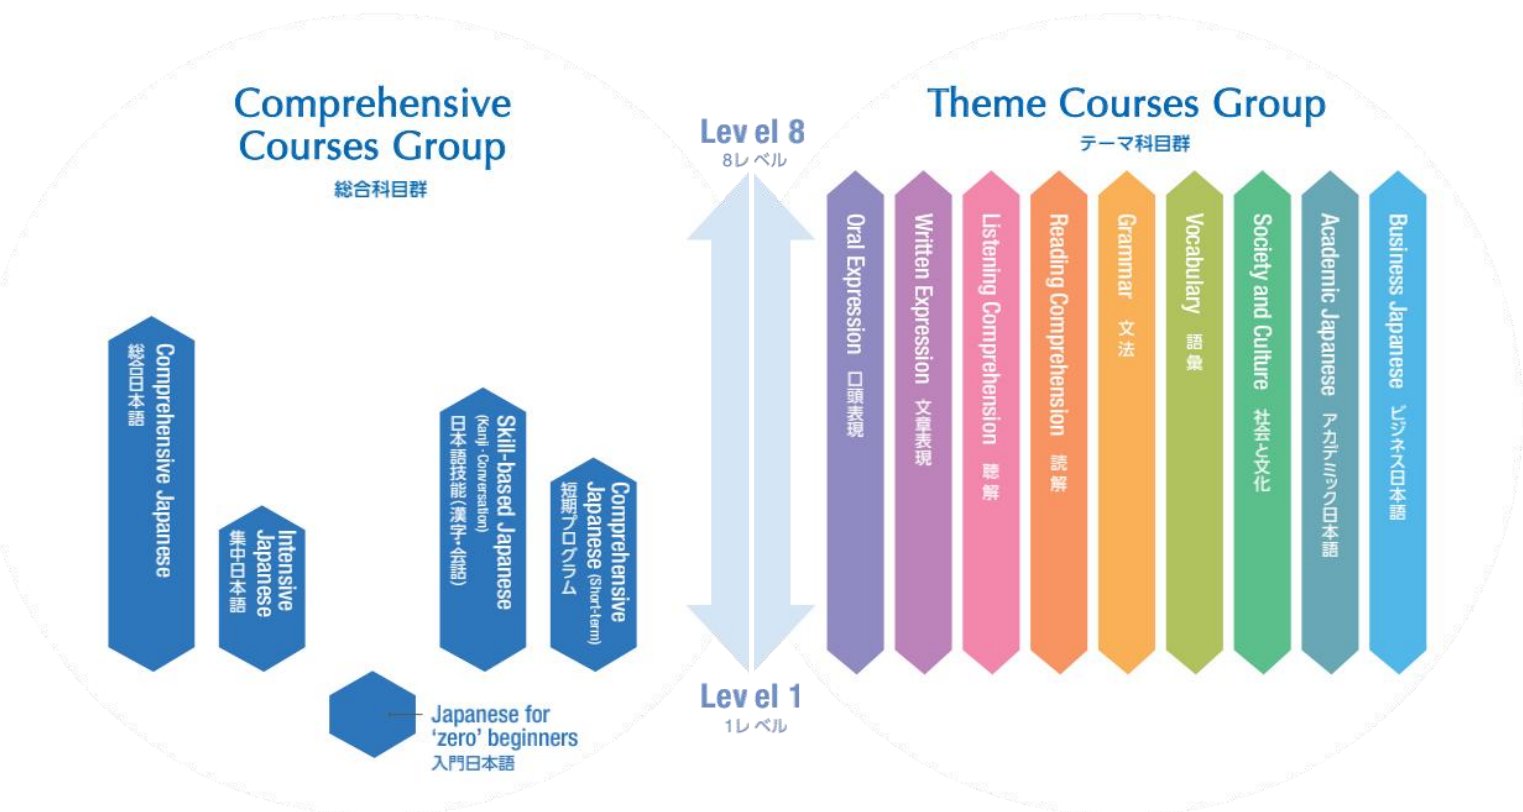 Comprehensive
Courses Group
総合科目群
Comprehensive Japanese
総合日本語
Intensive
Japanese
集中日本語
Japanese for
‘zero’ beginners
入門日本語
Skill-based Japanese
(Kanji・Conversation)
日本語技能(漢字・会話)
Comprehensive
Japanese (Short-term)
短期プログラム
Level 8
8レベル
Level 1
1レベル
Theme Courses Group
テーマ科目群
Oral Expression 口頭表現
Written Expression 文章表現
Listening Comprehension 聴解
Reading Comprehension 読解
Grammar 文法
Vocabulary 語彙
Society and Culture 社会と文化
Academic Japanese アカデミック日本語
Business Japanese ビジネス日本語